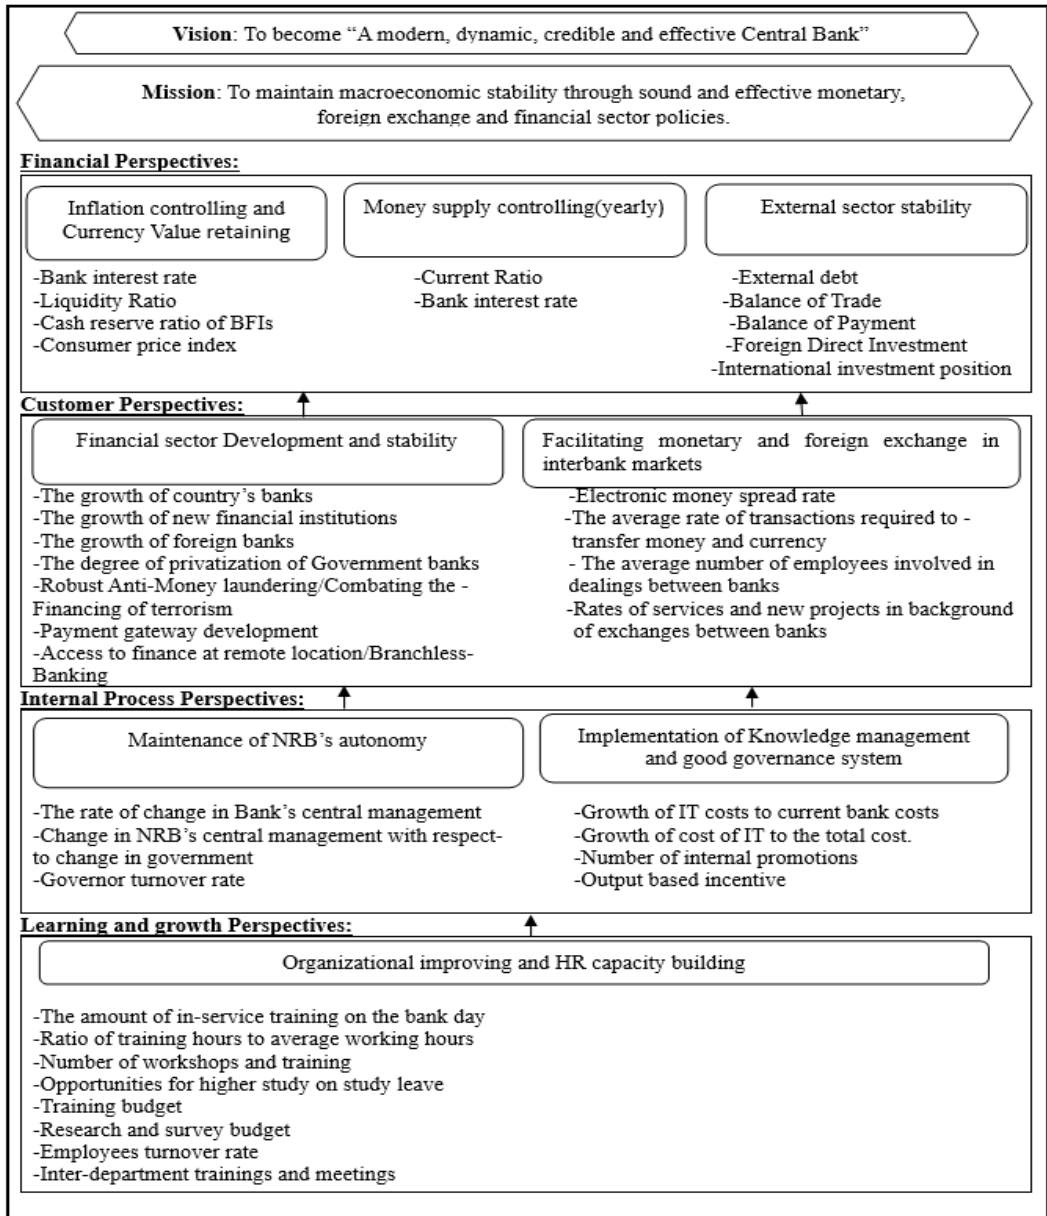 Vision: To become “A modern, dynamic, credible and effective Central Bank”
Mission: To maintain macroeconomic stability through sound and effective monetary,
foreign exchange and financial sector policies.
Financial Perspectives:
Inflation controlling and
Currency Value retaining
-Bank interest rate
-Liquidity Ratio
-Cash reserve ratio of BFIs
-Consumer price index
Money supply controlling(yearly)
-Current Ratio
-Bank interest rate
External sector stability
-External debt
-Balance of Trade
-Balance of Payment
-Foreign Direct Investment
-International investment position
Customer Perspectives:
Financial sector Development and stability
-The growth of country’s banks
-The growth of new financial institutions
-The growth of foreign banks
-The degree of privatization of Government banks
-Robust Anti-Money laundering/Combating the -
Financing of terrorism
-Payment gateway development
-Access to finance at remote location/Branchless-
Banking
Facilitating monetary and foreign exchange in
interbank markets
-Electronic money spread rate
-The average rate of transactions required to -
transfer money and currency
- The average number of employees involved in
dealings between banks
-Rates of services and new projects in background
of exchanges between banks
Internal Process Perspectives:
Maintenance of NRB’s autonomy
-The rate of change in Bank’s central management
-Change in NRB’s central management with respect-
to change in government
-Governor turnover rate
Implementation of Knowledge management
and good governance system
-Growth of IT costs to current bank costs
-Growth of cost of IT to the total cost.
-Number of internal promotions
-Output based incentive
Learning and growth Perspectives:
Organizational improving and HR capacity building
-The amount of in-service training on the bank day
-Ratio of training hours to average working hours
-Number of workshops and training
-Opportunities for higher study on study leave
-Training budget
-Research and survey budget
-Employees turnover rate
-Inter-department trainings and meetings